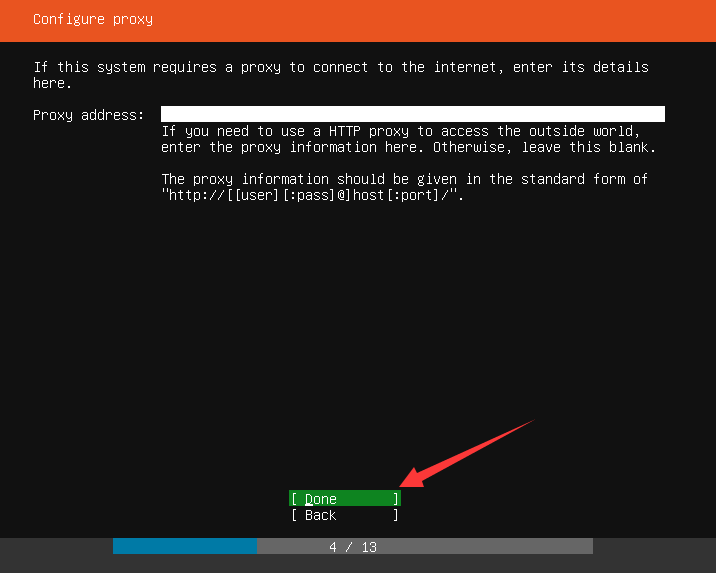 Configure proxy
If this system requires a proxy to connect to the internet, enter its details
here.
Proxy address:
If you need to use a HTTP proxy to access the outside world,
enter the proxy information here. Otherwise, leave this blank.
The proxy information should be given in the standard form of
"http://[[user][:pass]@]host[:port]/".
[ Done ]
[ Back ]
4 / 13